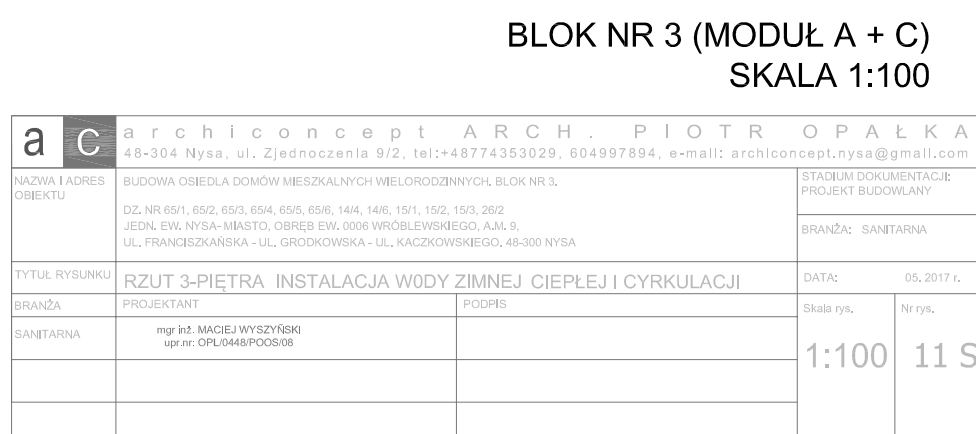 BLOK NR 3 (MODUŁ A + C)
SKALA 1:100
a c
archiconcept ARCH. PIOTR OPAŁKA
48-304 Nysa, ul. Zjednoczenia 9/2, tel:+48774353029, 604997894, e-mail: archiconcept.nysa@gmail.com
NAZWA I ADRES
OBIEKTU
BUDOWA OSIEDLA DOMÓW MIESZKALNYCH WIELORODZINNYCH. BLOK NR 3.
DZ. NR 65/1, 65/2, 65/3, 65/4, 65/5, 65/6, 14/4, 14/6, 15/1, 15/2, 15/3, 26/2
JEDN. EW. NYSA- MIASTO, OBRĘB EW. 0006 WRÓBLEWSKIEGO, A.M. 9,
UL. FRANCISZKAŃSKA - UL. GRODKOWSKA - UL. KACZKOWSKIEGO, 48-300 NYSA
STADIUM DOKUMENTACJI:
PROJEKT BUDOWLANY
BRANŻA: SANITARNA
TYTUŁ RYSUNKU
RZUT 3-PIĘTRA INSTALACJA W0DY ZIMNEJ CIEPŁEJ I CYRKULACJI
DATA: 05. 2017 r.
BRANŻA
PROJEKTANT
PODPIS
Skala rys.
Nr rys.
SANITARNA
mgr inż. MACIEJ WYSZYŃSKI
upr.nr: OPL/0448/POOS/08
1:100
11 S